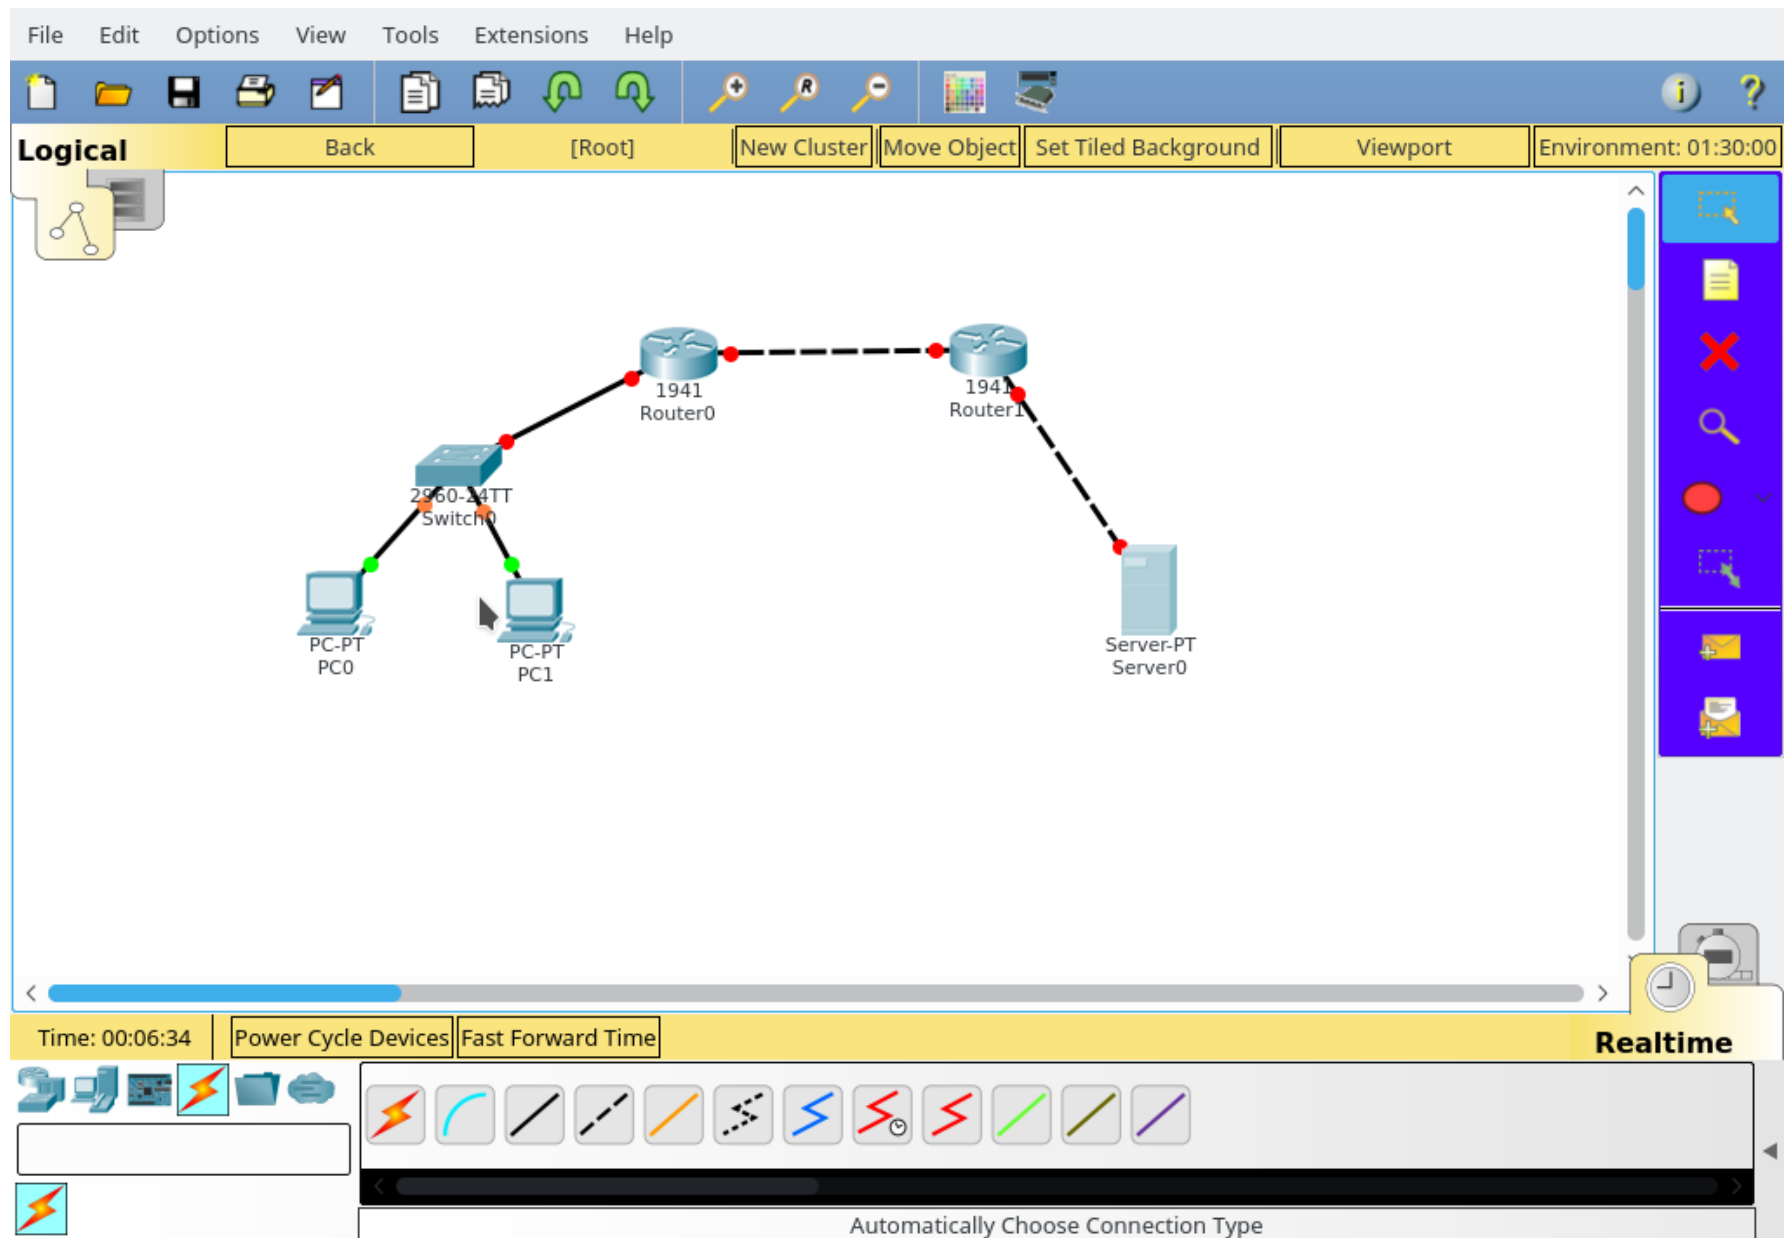 File Edit Options View Tools Extensions Help
R
i ?
Logical Back [Root] New Cluster Move Object Set Tiled Background Viewport Environment: 01:30:00
1941
Router0
1941
Router1
2960-24TT
Switch0
PC-PT
PC0
PC-PT
PC1
Server-PT
Server0
Time: 00:06:34 Power Cycle Devices Fast Forward Time Realtime
Automatically Choose Connection Type